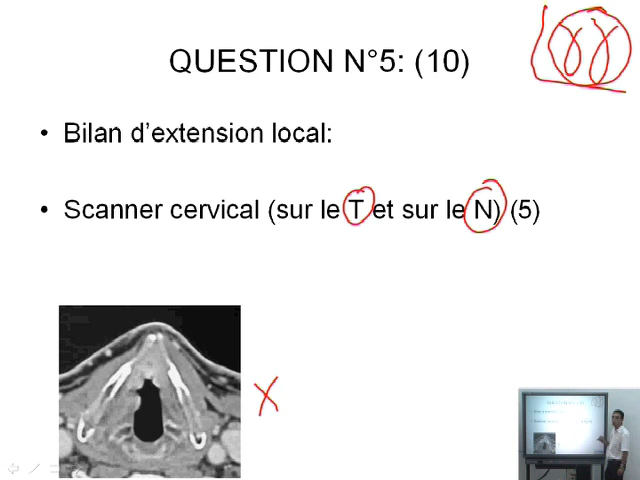 QUESTION N°5: (10)
• Bilan d'extension local:
• Scanner cervical (sur le T et sur le N) (5)
X